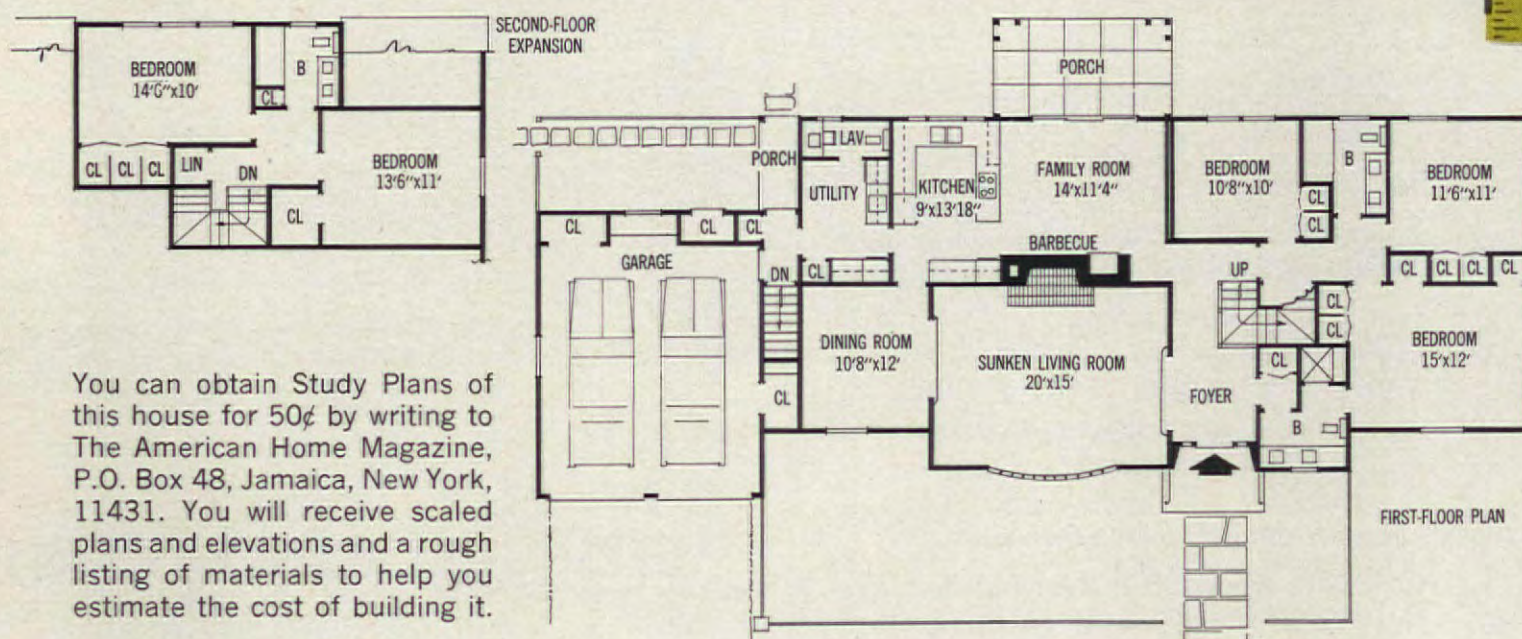 SECOND-FLOOR
EXPANSION
BEDROOM
14'6"x10'
B
CL
CL CL CL
LIN
DN
CL
BEDROOM
13'6"x11'
You can obtain Study Plans of
this house for 50¢ by writing to
The American Home Magazine,
P.O. Box 48, Jamaica, New York,
11431. You will receive scaled
plans and elevations and a rough
listing of materials to help you
estimate the cost of building it.
PORCH
PORCH
LAV
UTILITY
KITCHEN
9'x13'18"
FAMILY ROOM
14'x11'4"
BARBECUE
BEDROOM
10'8"x10'
CL
CL
B
BEDROOM
11'6"x11'
CL CL CL CL
CL
CL
CL
GARAGE
DN
CL
CL
DINING ROOM
10'8"x12'
SUNKEN LIVING ROOM
20'x15'
UP
CL
CL
CL
FOYER
B
BEDROOM
15'x12'
FIRST-FLOOR PLAN